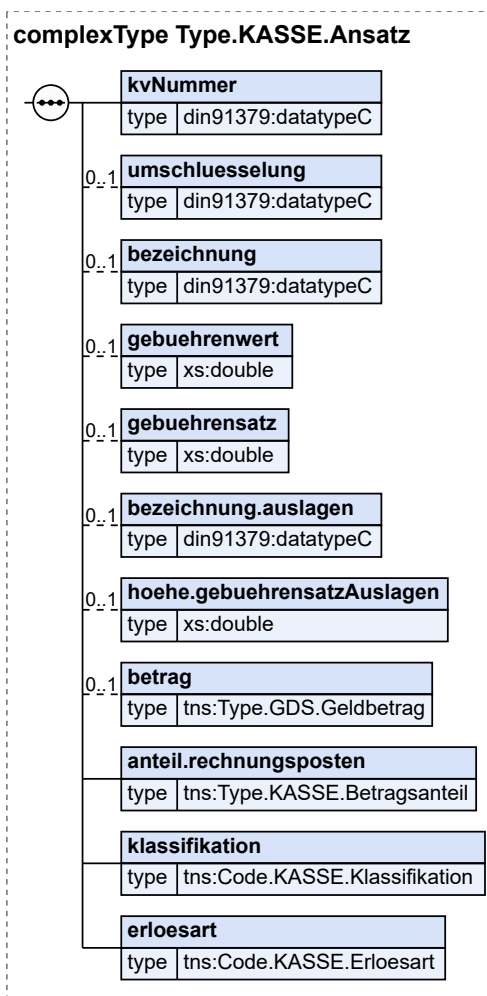 complexType Type.KASSE.Ansatz
kvNummer
type din91379:datatypeC
0..1 umschluesselung
type din91379:datatypeC
0..1 bezeichnung
type din91379:datatypeC
0..1 gebuehrenwert
type xs:double
0..1 gebuehrensatz
type xs:double
0..1 bezeichnung.auslagen
type din91379:datatypeC
0..1 hoehe.gebuehrensatzAuslagen
type xs:double
0..1 betrag
type tns:Type.GDS.Geldbetrag
anteil.rechnungsposten
type tns:Type.KASSE.Betragsanteil
klassifikation
type tns:Code.KASSE.Klassifikation
erloesart
type tns:Code.KASSE.Erloesart